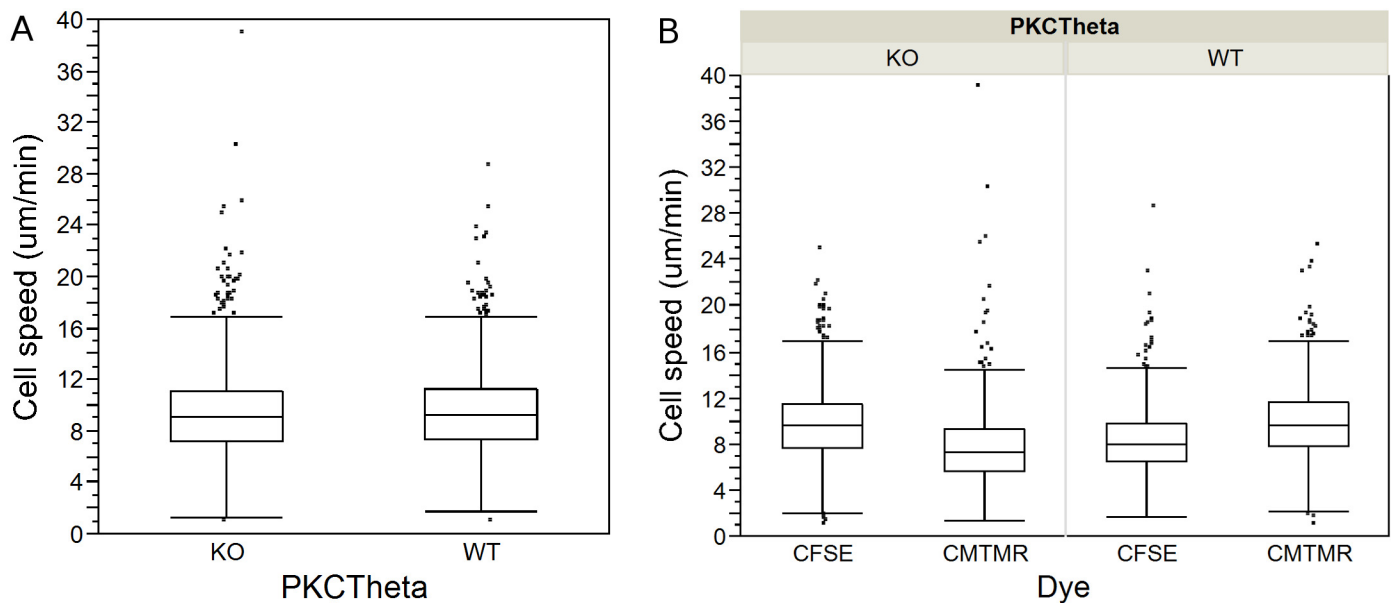 A
Cell speed (um/min)
40
36
32
28
24
20
16
12
8
4
0
KO WT
PKCTheta
B
PKCTheta
KO WT
Cell speed (um/min)
40
36
32
28
24
20
16
12
8
4
0
CFSE CMTMR CFSE CMTMR
Dye